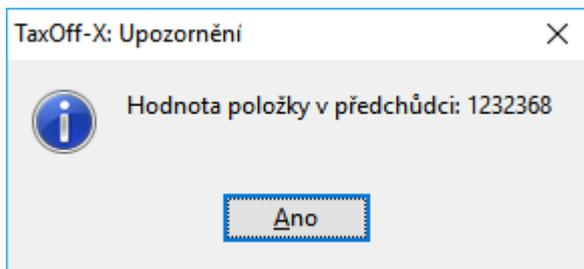 TaxOff-X: Upozornění
Hodnota položky v předchůdci: 1232368
Ano